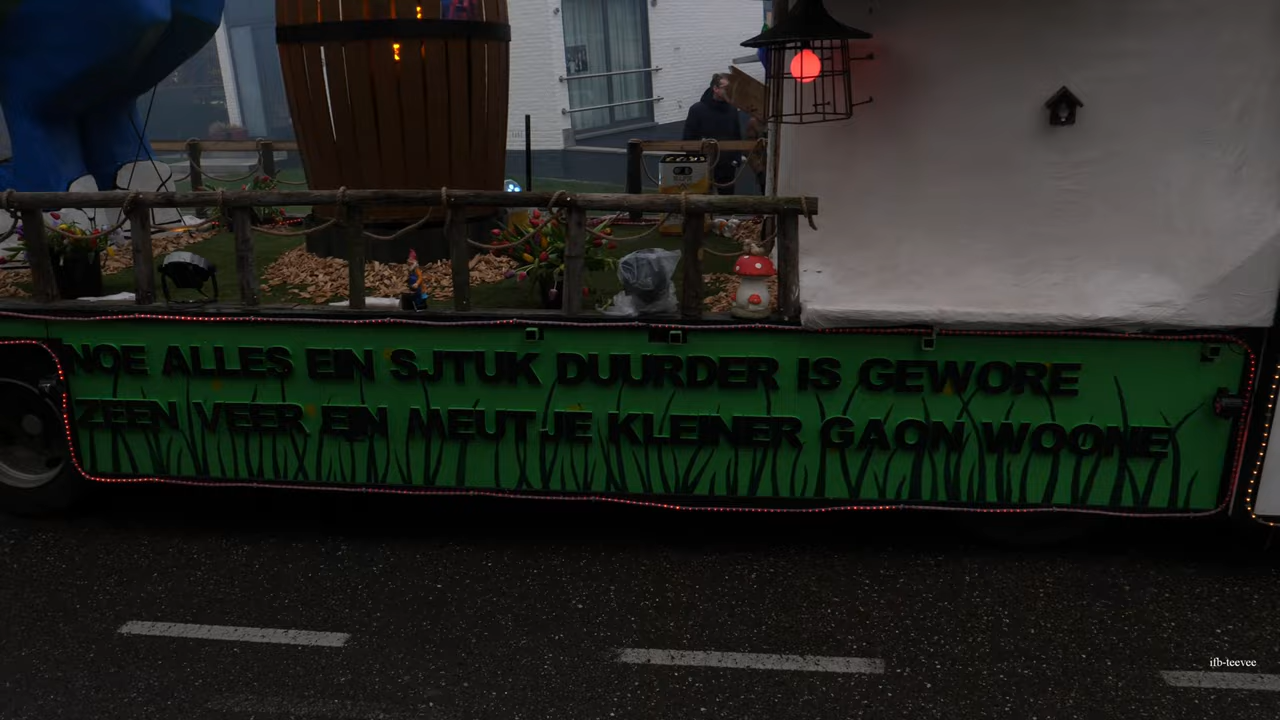 NOE ALLES EIN SJTUK DUURDER IS GEWORE
ZEEN VEER EIN MEUTJE KLEINER GAON WOONE
ifb-teevee